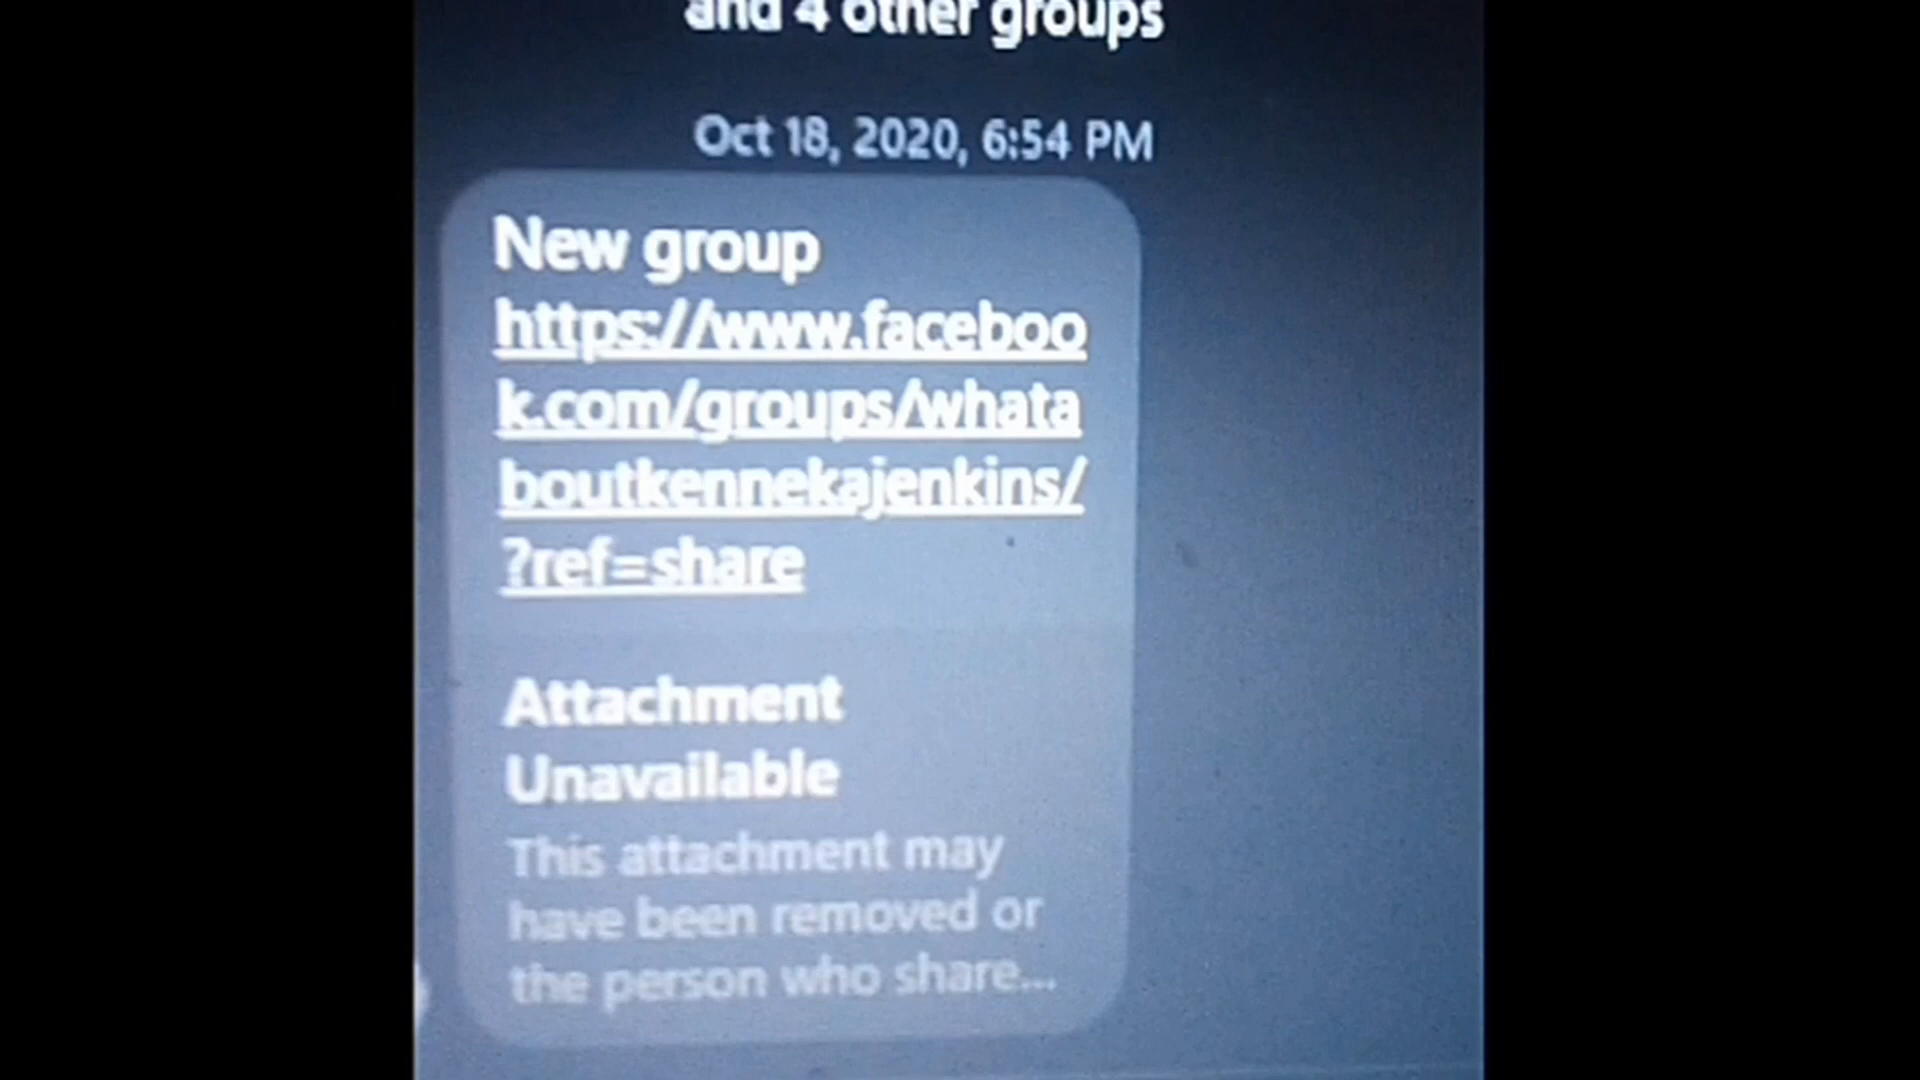 and 4 other groups
Oct 18, 2020, 6:54 PM
New group
https://www.faceboo
k.com/groups/whata
boutkennekajenkins/
?ref=share
Attachment
Unavailable
This attachment may
have been removed or
the person who share...